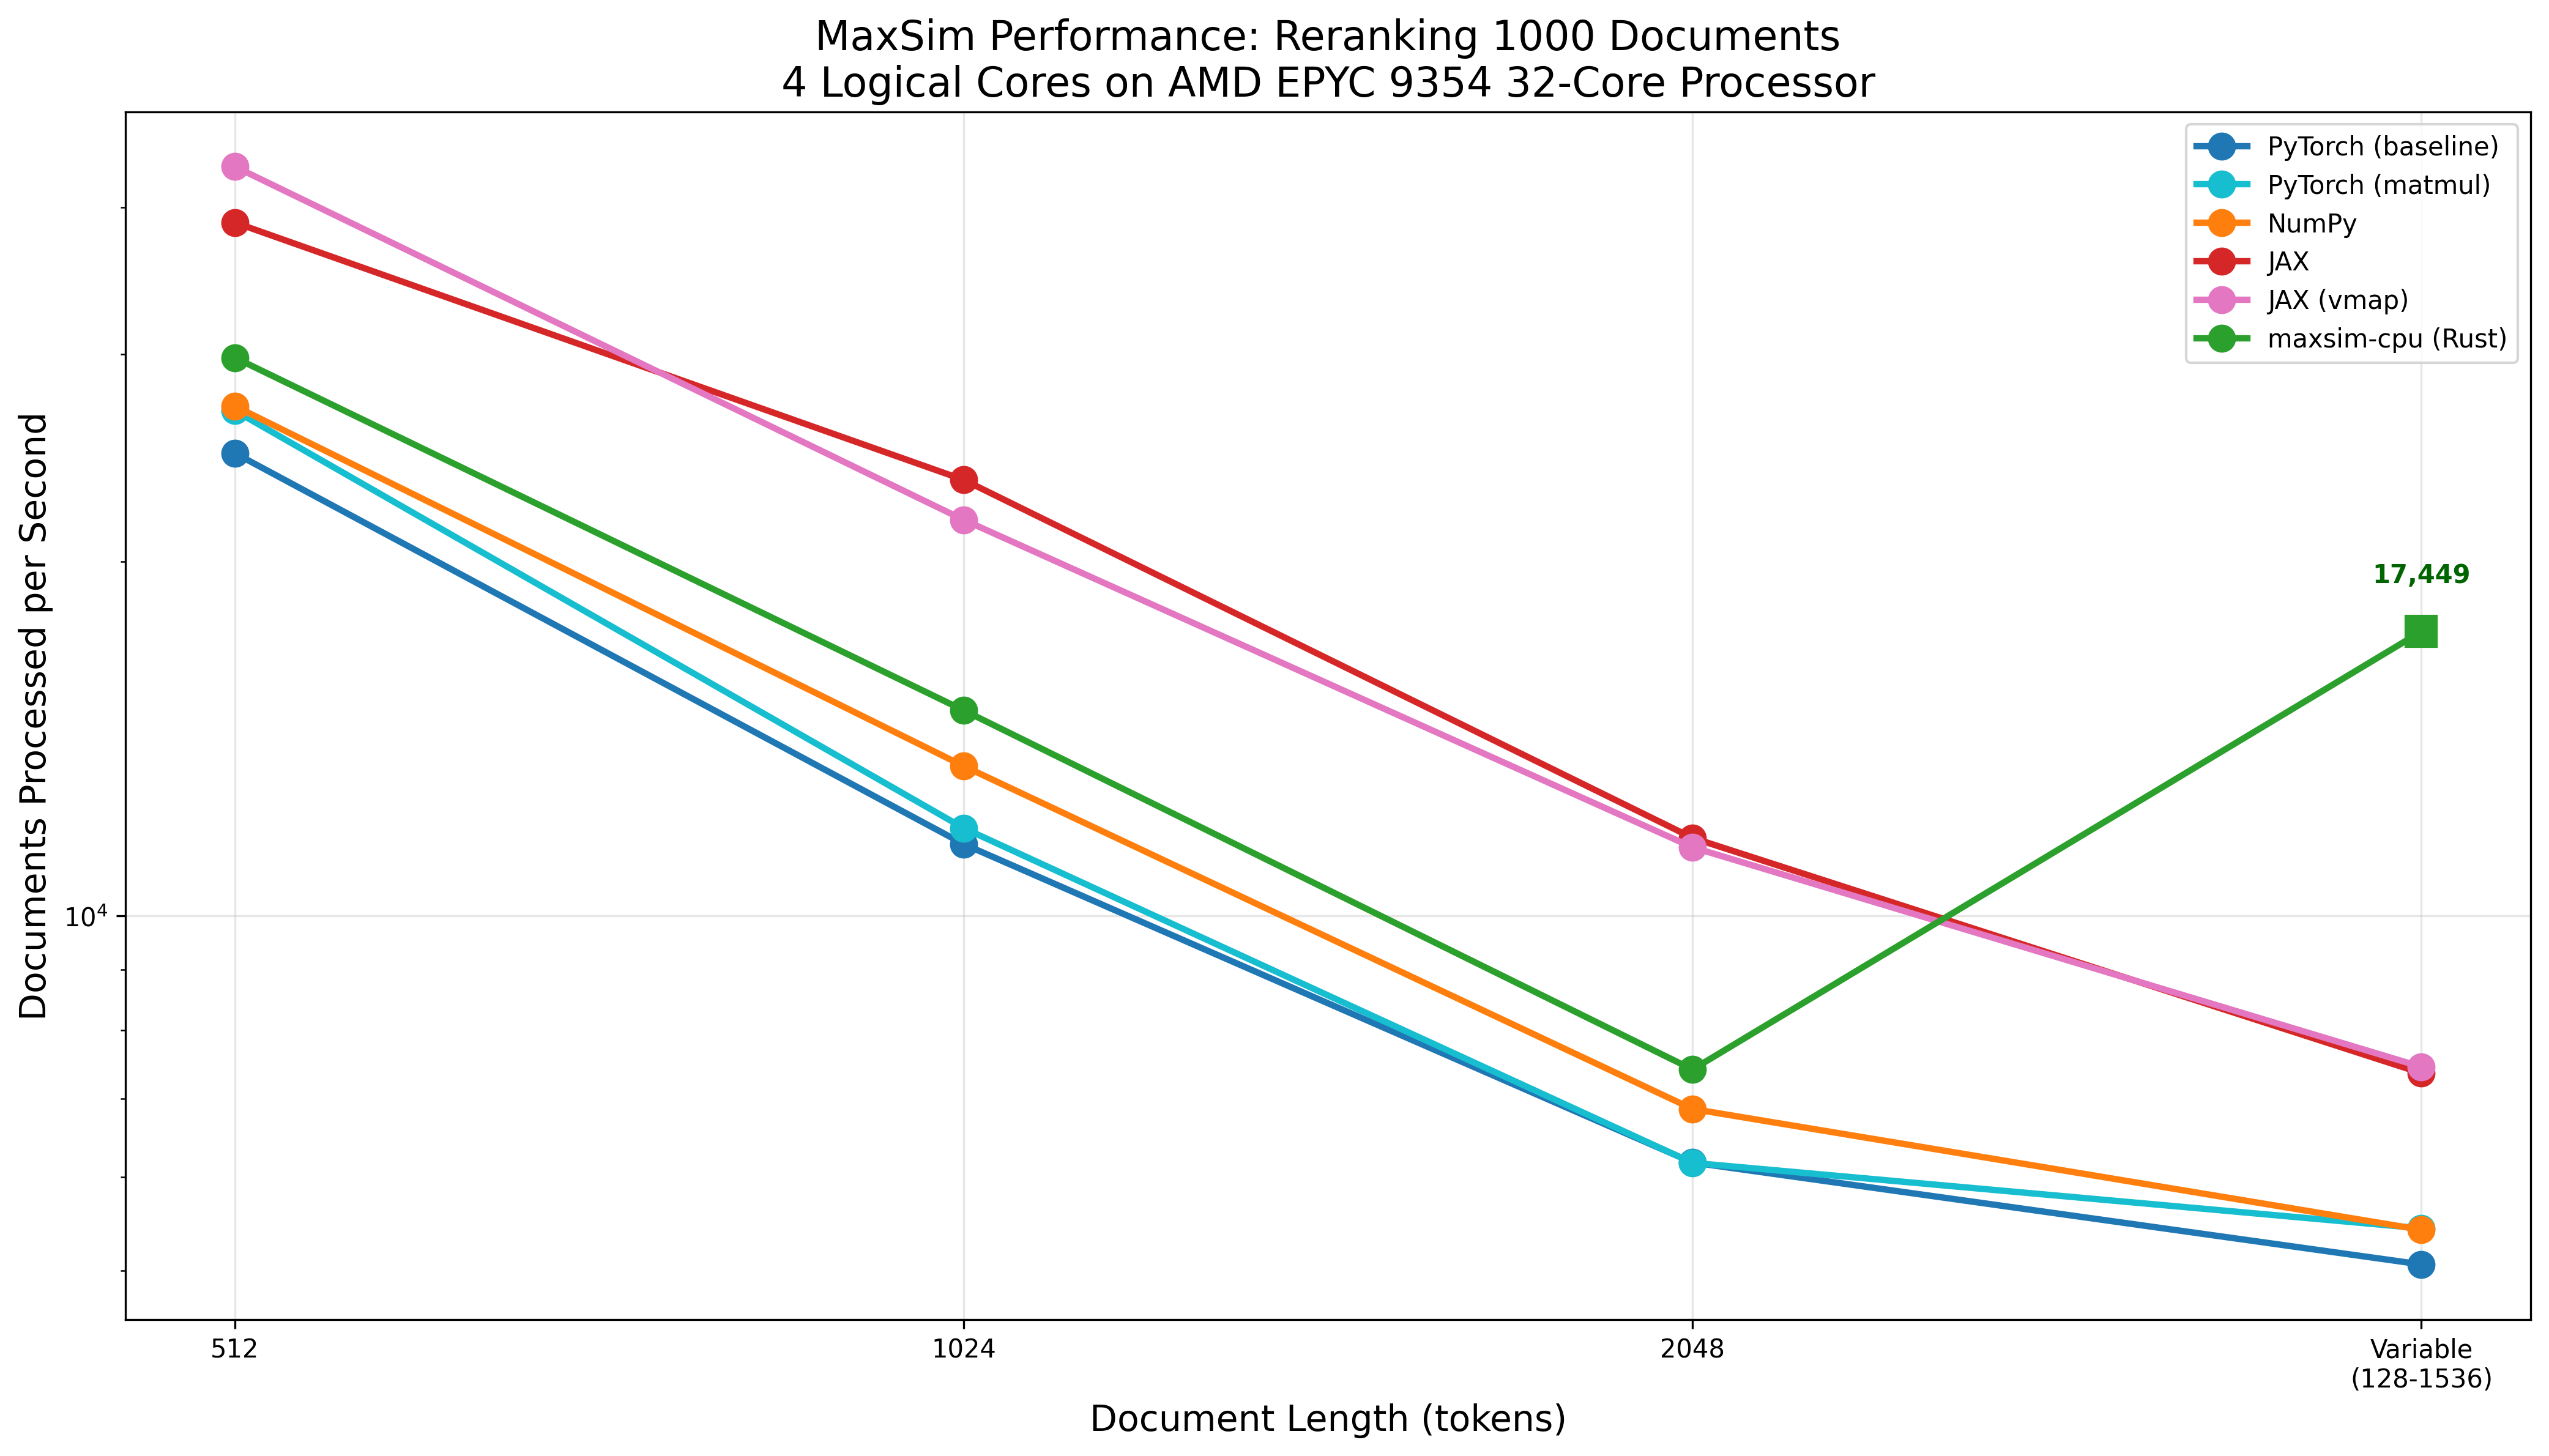 MaxSim Performance: Reranking 1000 Documents
4 Logical Cores on AMD EPYC 9354 32-Core Processor
PyTorch (baseline)
PyTorch (matmul)
NumPy
JAX
JAX (vmap)
maxsim-cpu (Rust)
17,449
Documents Processed per Second
10⁴
512
1024
2048
Variable
(128-1536)
Document Length (tokens)